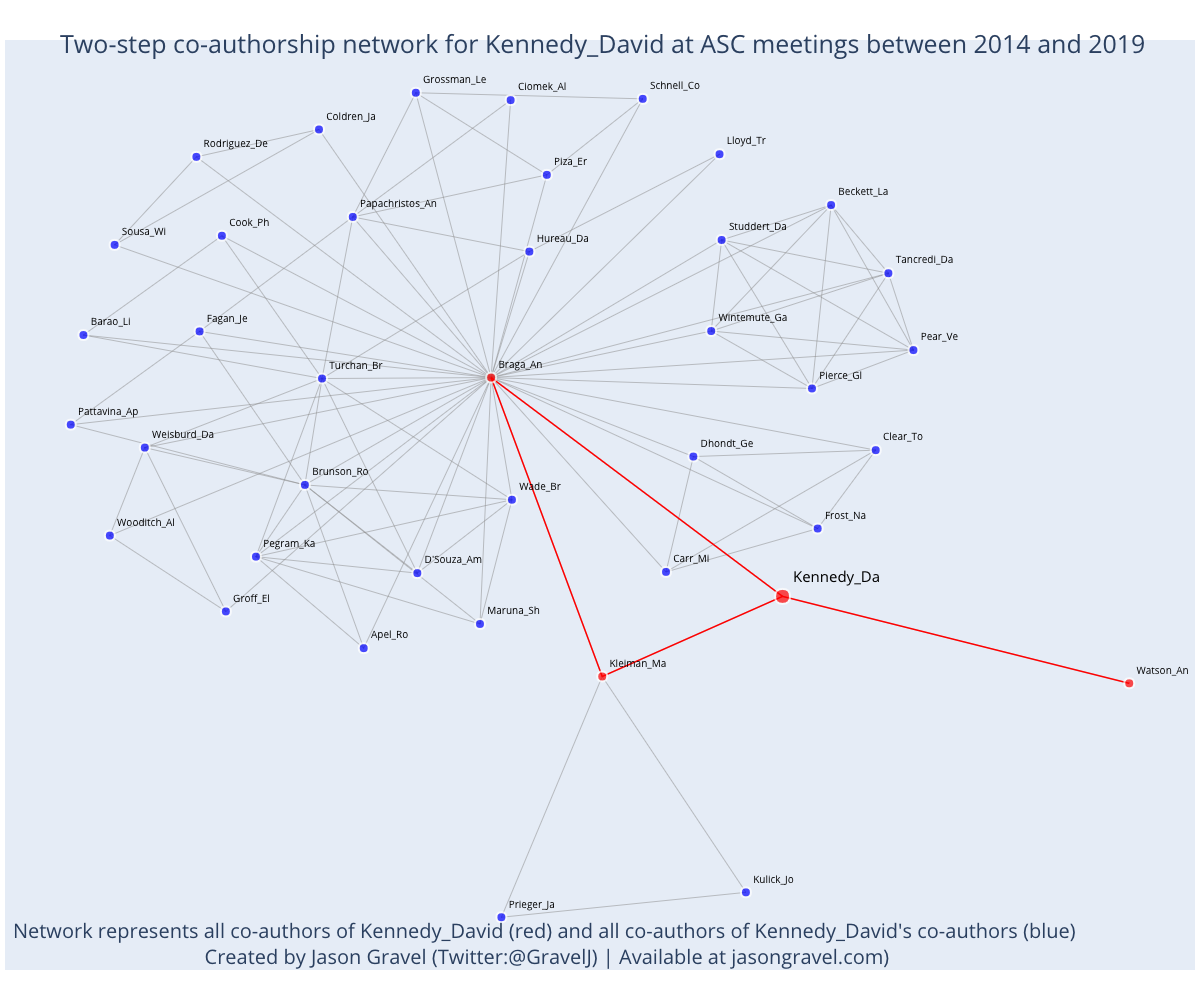 Two-step co-authorship network for Kennedy_David at ASC meetings between 2014 and 2019
Grossman_Le
Ciomek_Al
Schnell_Co
Coldren_Ja
Rodriguez_De
Lloyd_Tr
Piza_Er
Beckett_La
Papachristos_An
Cook_Ph
Studdert_Da
Sousa_Wi
Hureau_Da
Tancredi_Da
Barao_Li
Fagan_Je
Wintemute_Ga
Pear_Ve
Turchan_Br
Braga_An
Pierce_Gl
Pattavina_Ap
Weisburd_Da
Dhondt_Ge
Clear_To
Brunson_Ro
Wade_Br
Wooditch_Al
Frost_Na
Pegram_Ka
D'Souza_Am
Carr_Mi
Kennedy_Da
Groff_El
Maruna_Sh
Apel_Ro
Kleiman_Ma
Watson_An
Kulick_Jo
Prieger_Ja
Network represents all co-authors of Kennedy_David (red) and all co-authors of Kennedy_David's co-authors (blue)
Created by Jason Gravel (Twitter:@GravelJ) | Available at jasongravel.com)